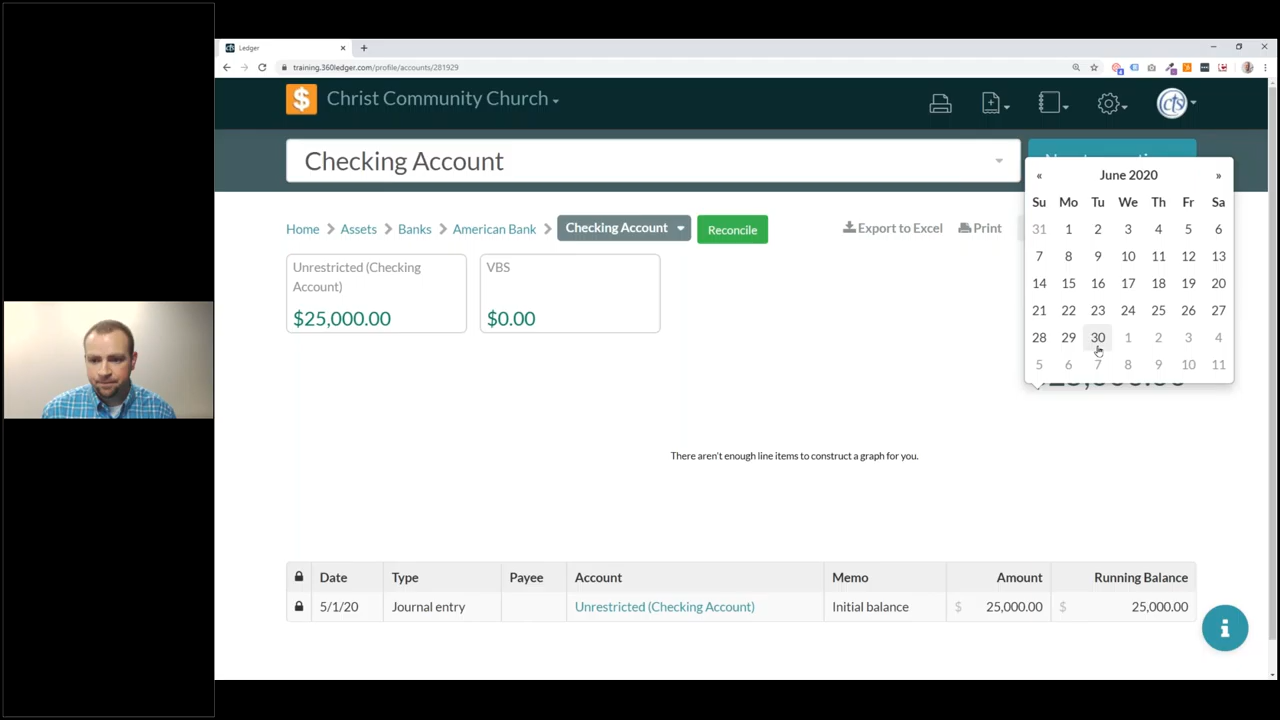 Ledger
training.360ledger.com/profile/accounts/281929
$ Christ Community Church
cts
Checking Account
« June 2020 »
Su Mo Tu We Th Fr Sa
31 1 2 3 4 5 6
7 8 9 10 11 12 13
14 15 16 17 18 19 20
21 22 23 24 25 26 27
28 29 30 1 2 3 4
5 6 7 8 9 10 11
Home Assets Banks American Bank Checking Account Reconcile Export to Excel Print
Unrestricted (Checking
Account)
$25,000.00
VBS
$0.00
There aren't enough line items to construct a graph for you.
Date Type Payee Account Memo Amount Running Balance
5/1/20 Journal entry Unrestricted (Checking Account) Initial balance $ 25,000.00 $ 25,000.00
i